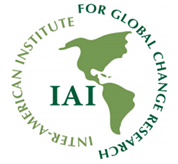 INTER-AMERICAN INSTITUTE
FOR GLOBAL CHANGE RESEARCH
IAI